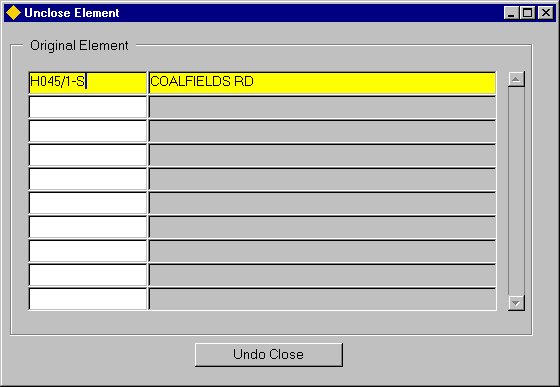 Unclose Element
Original Element
H045/1-S COALFIELDS RD
Undo Close